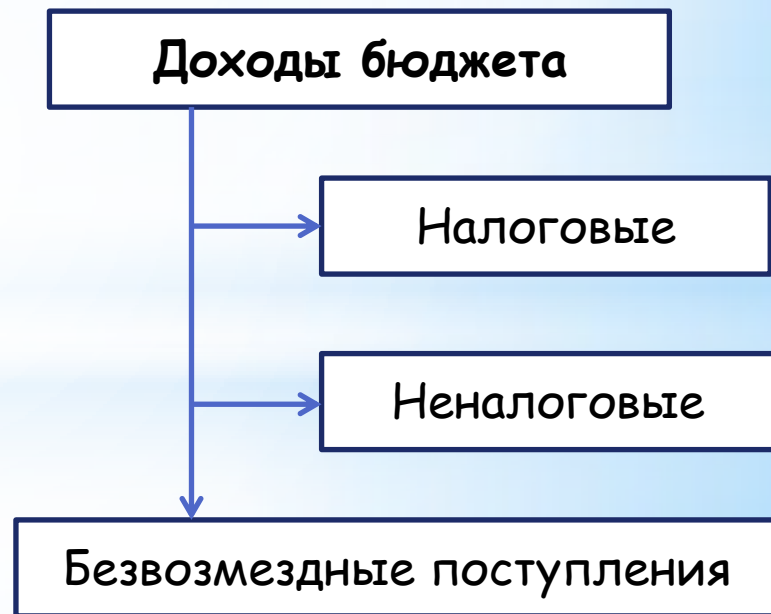 Доходы бюджета
Налоговые
Неналоговые
Безвозмездные поступления